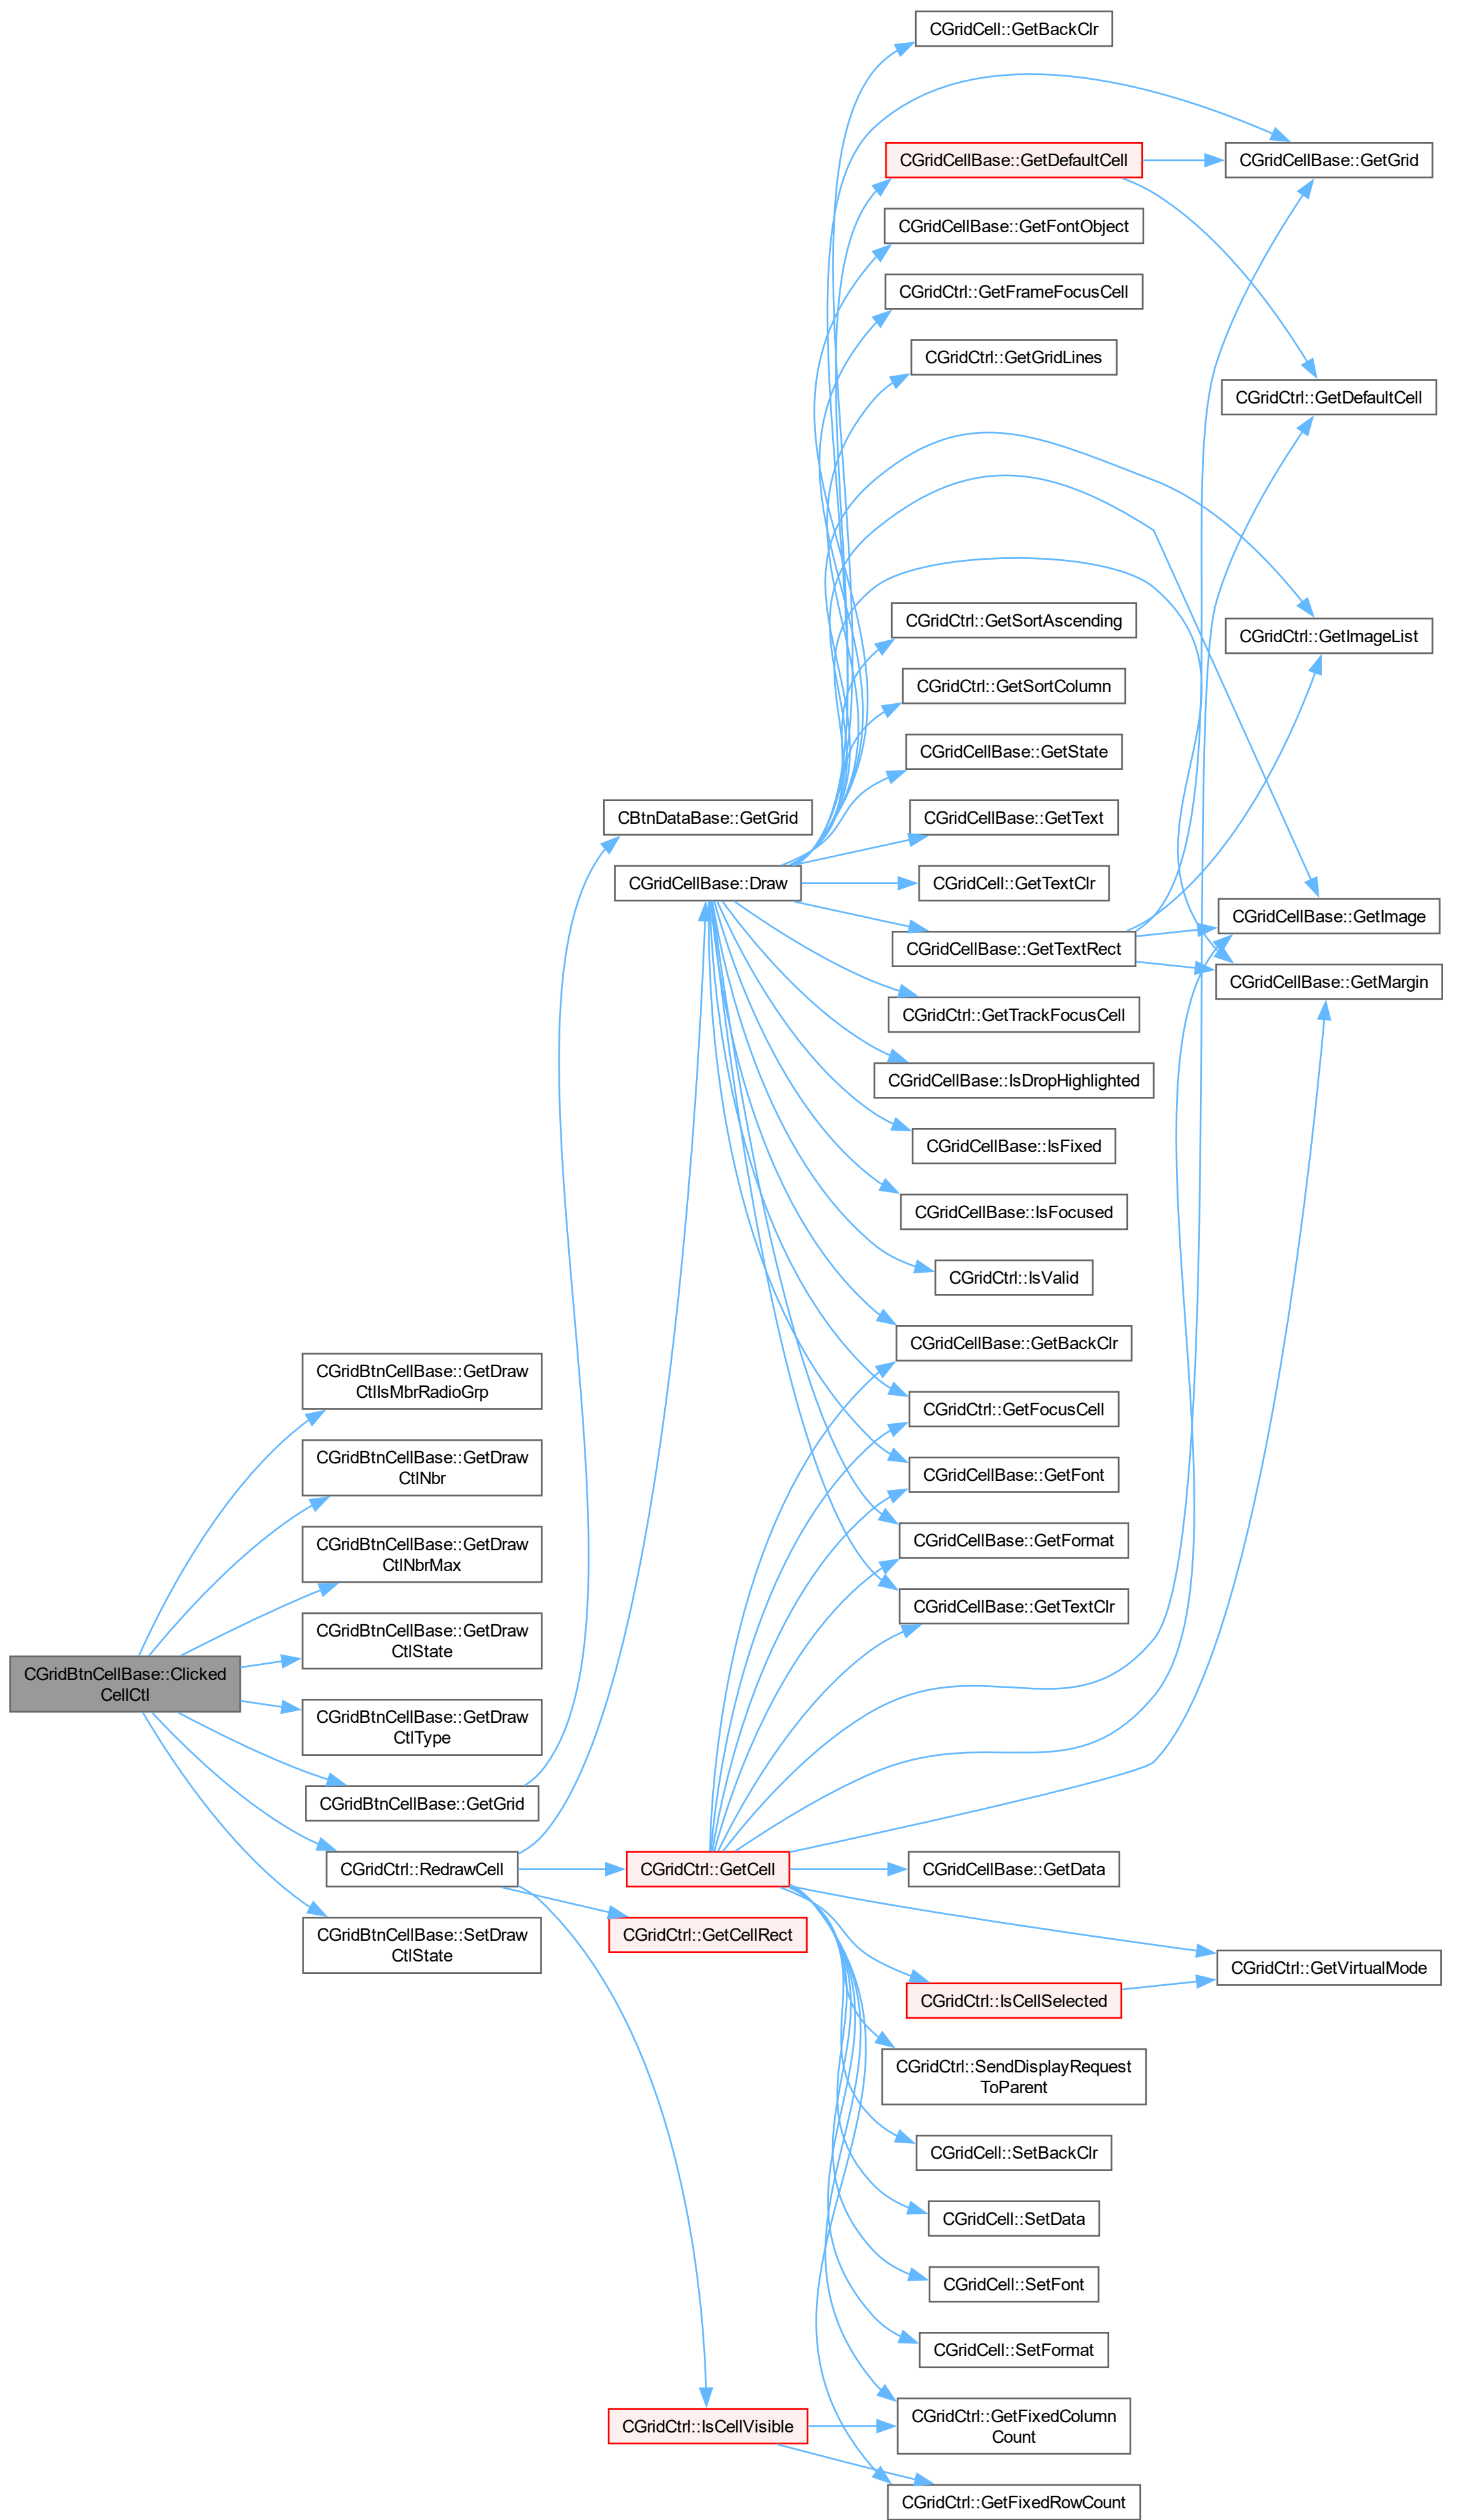 CGridCell::GetBackClr
CGridCellBase::GetDefaultCell
CGridCellBase::GetGrid
CGridCellBase::GetFontObject
CGridCtrl::GetFrameFocusCell
CGridCtrl::GetGridLines
CGridCtrl::GetDefaultCell
CGridCtrl::GetSortAscending
CGridCtrl::GetImageList
CGridCtrl::GetSortColumn
CGridCellBase::GetState
CBtnDataBase::GetGrid
CGridCellBase::GetText
CGridCellBase::Draw
CGridCell::GetTextClr
CGridCellBase::GetImage
CGridCellBase::GetTextRect
CGridCellBase::GetMargin
CGridCtrl::GetTrackFocusCell
CGridCellBase::IsDropHighlighted
CGridCellBase::IsFixed
CGridCellBase::IsFocused
CGridCtrl::IsValid
CGridCellBase::GetBackClr
CGridBtnCellBase::GetDraw
CtlIsMbrRadioGrp
CGridCtrl::GetFocusCell
CGridBtnCellBase::GetDraw
CtlNbr
CGridCellBase::GetFont
CGridBtnCellBase::GetDraw
CtlNbrMax
CGridCellBase::GetFormat
CGridCellBase::GetTextClr
CGridBtnCellBase::GetDraw
CtlState
CGridBtnCellBase::Clicked
CellCtl
CGridBtnCellBase::GetDraw
CtlType
CGridBtnCellBase::GetGrid
CGridCtrl::RedrawCell
CGridCtrl::GetCell
CGridCellBase::GetData
CGridCtrl::GetCellRect
CGridBtnCellBase::SetDraw
CtlState
CGridCtrl::GetVirtualMode
CGridCtrl::IsCellSelected
CGridCtrl::SendDisplayRequest
ToParent
CGridCell::SetBackClr
CGridCell::SetData
CGridCell::SetFont
CGridCell::SetFormat
CGridCtrl::IsCellVisible
CGridCtrl::GetFixedColumn
Count
CGridCtrl::GetFixedRowCount